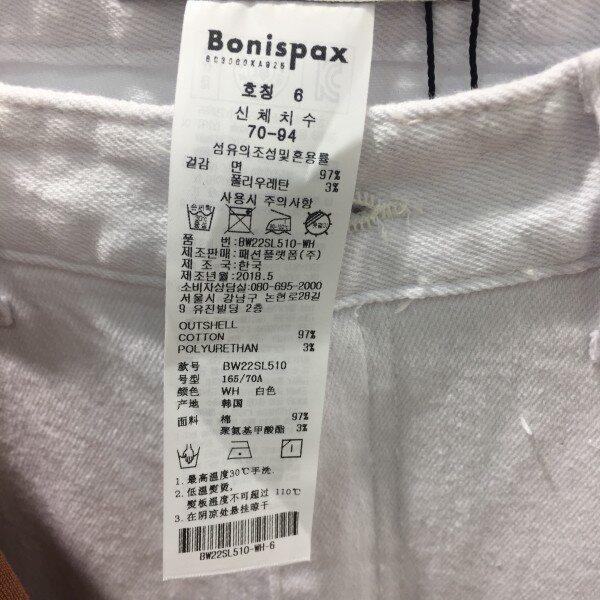 Bonispax
호칭 6
신체치수
70-94
섬유의조성및혼용률
겉감 면 97%
폴리우레탄 3%
사용시 주의사항
품 번:BW22SL510-WH
제조판매:패션플랫폼(주)
제 조 국:한국
제조년월:2018.5
소비자상담실:080-695-2000
서울시 강남구 논현로28길
9 유진빌딩 2층
OUTSHELL
COTTON 97%
POLYURETHAN 3%
款号 BW22SL510
号型 165/70A
颜色 WH 白色
产地 韩国
面料 棉 97%
聚氨基甲酸酯 3%
1. 最高温度30℃手洗.
2. 低温熨烫,
熨板温度不可超过 110℃
3. 在阴凉处悬挂晾干
BW22SL510-WH-6